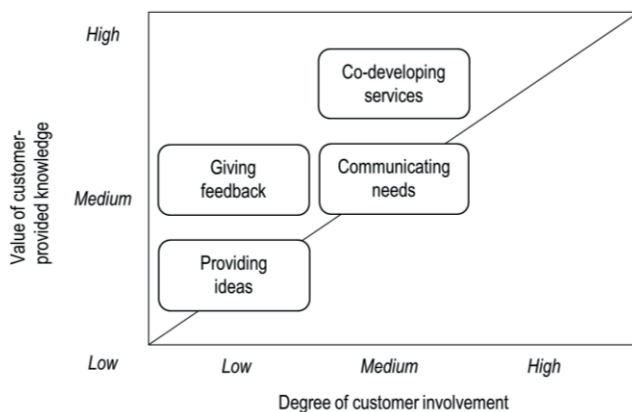 High
Co-developing
services
Giving
feedback
Communicating
needs
Value of customer-
provided knowledge
Medium
Providing
ideas
Low
Low
Medium
High
Degree of customer involvement